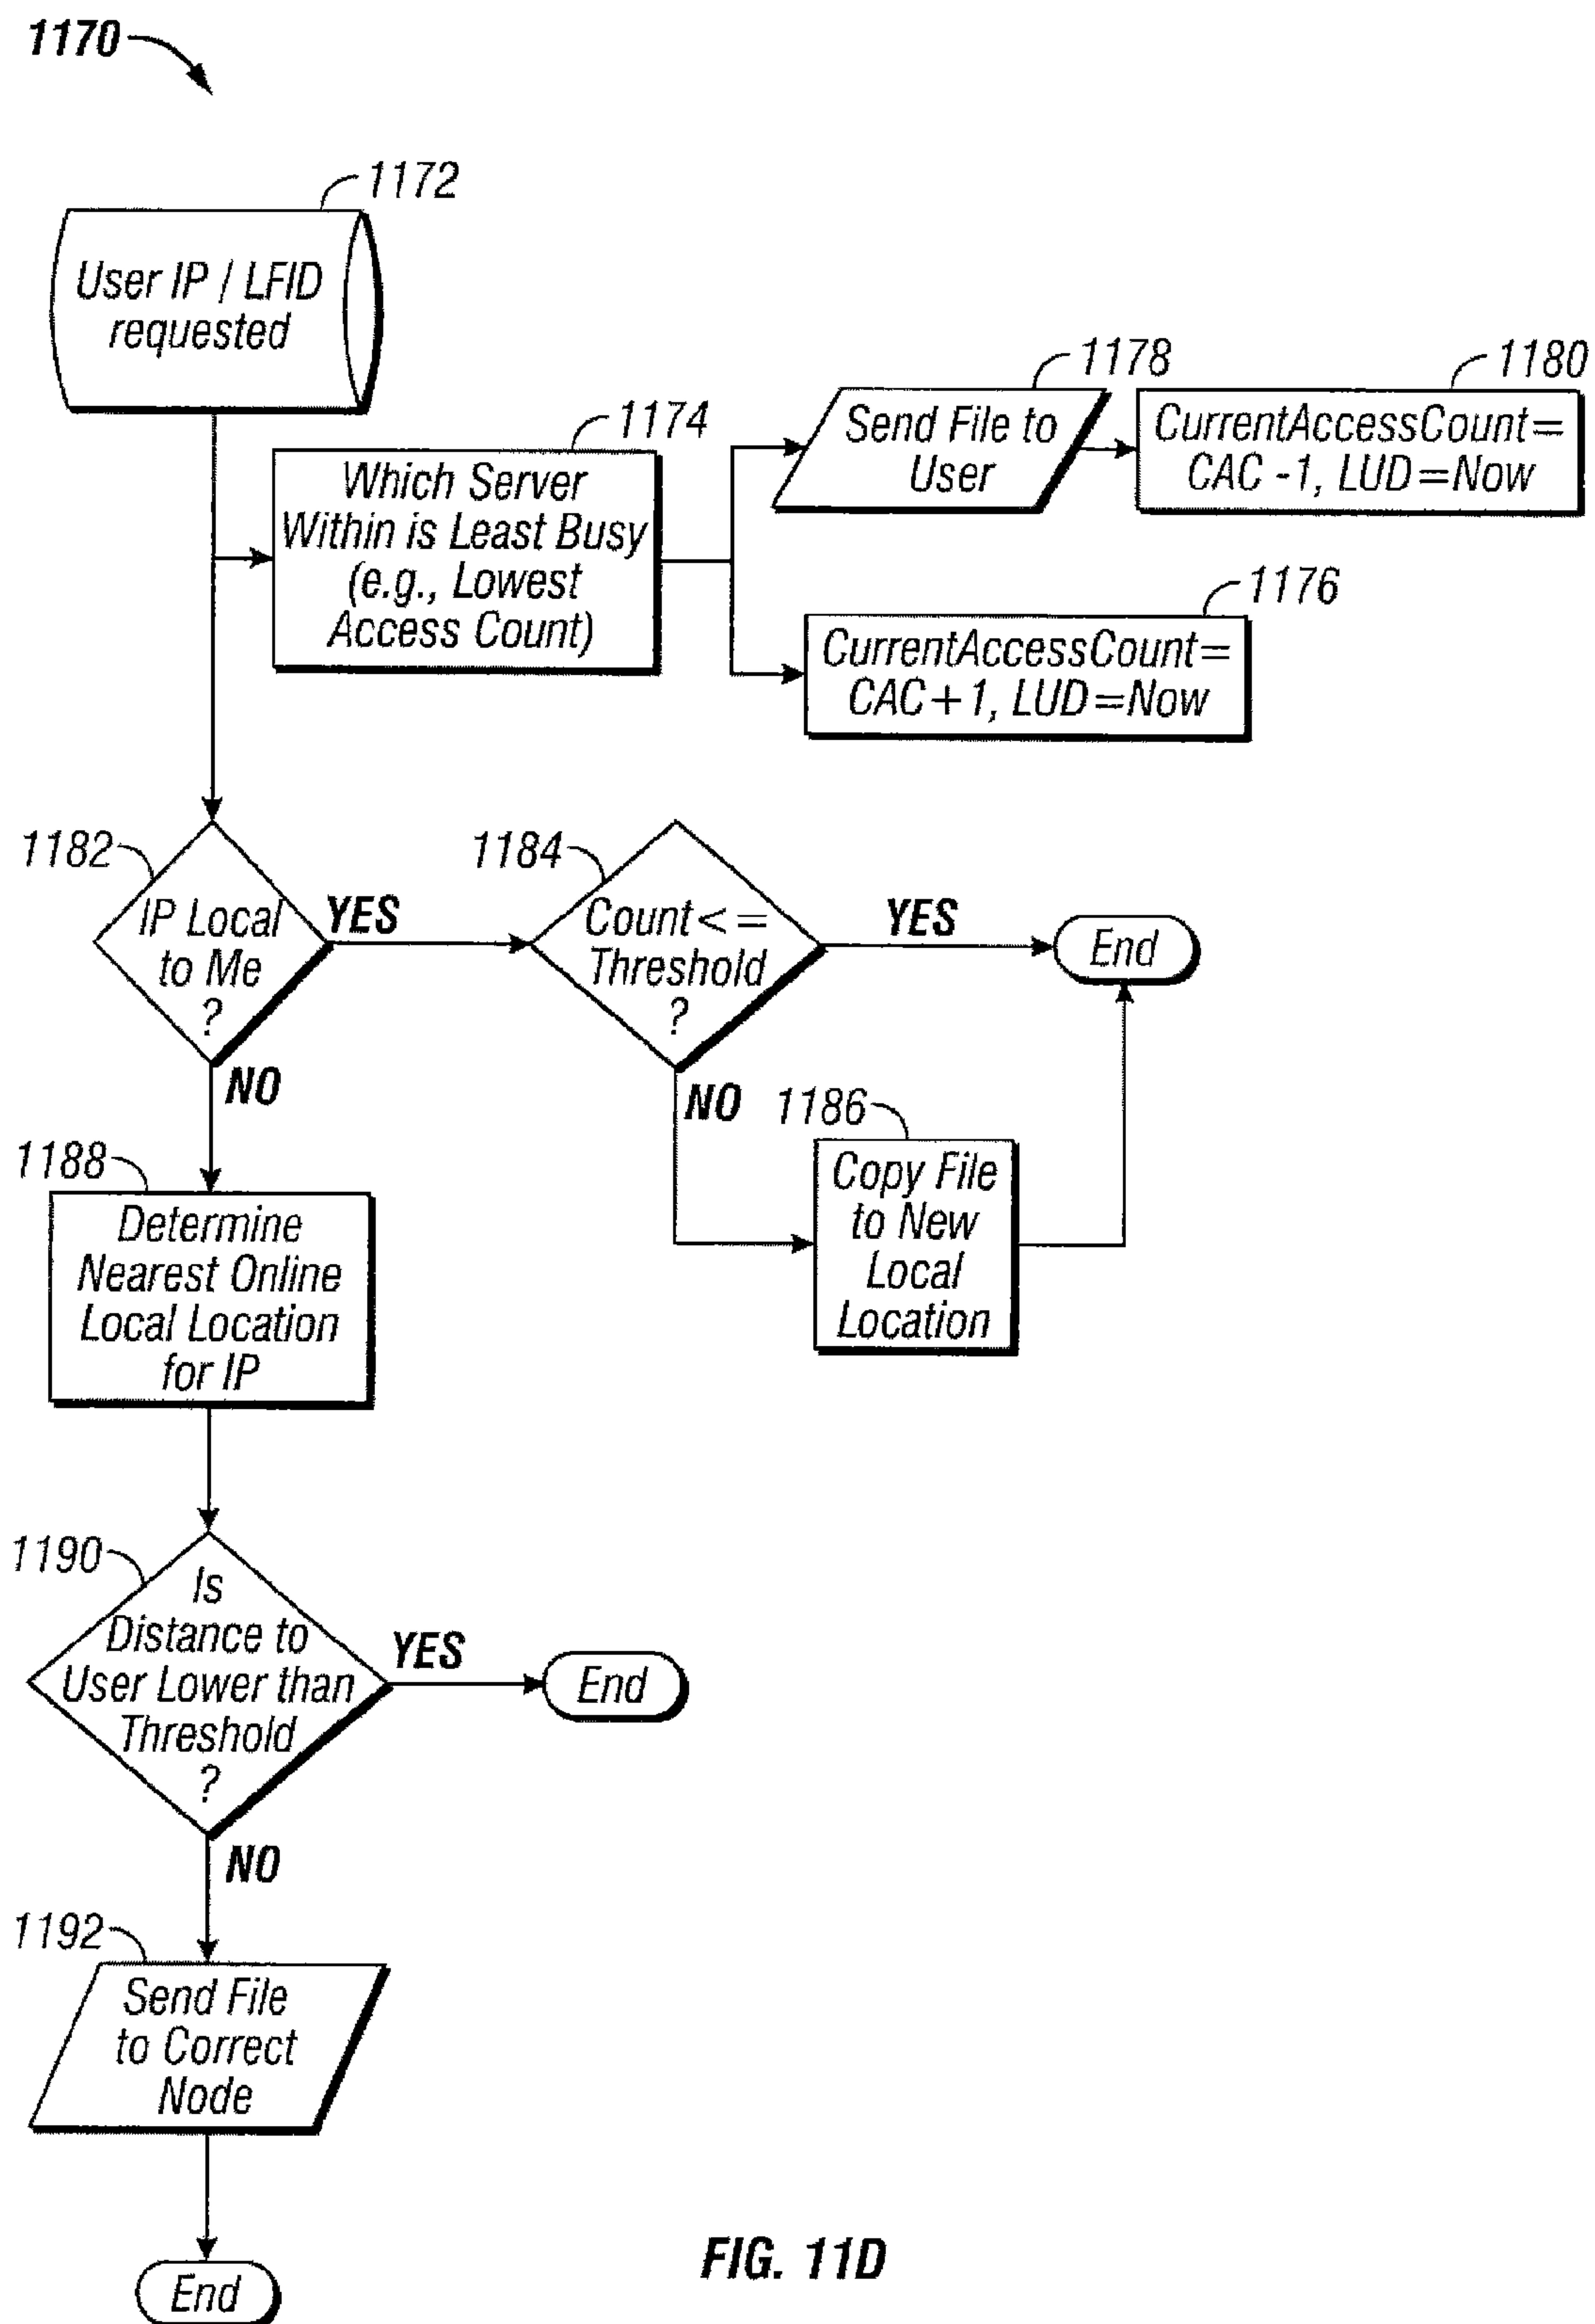 1170
1172
User IP / LFID
requested
1174
Which Server
Within is Least Busy
(e.g., Lowest
Access Count)
1178
Send File to
User
1180
CurrentAccessCount=
CAC -1, LUD=Now
1176
CurrentAccessCount=
CAC+1, LUD=Now
1182
IP Local
to Me
?
YES
NO
1184
Count<=
Threshold
?
YES
End
NO
1186
Copy File
to New
Local
Location
1188
Determine
Nearest Online
Local Location
for IP
1190
Is
Distance to
User Lower than
Threshold
?
YES
End
NO
1192
Send File
to Correct
Node
End
FIG. 11D